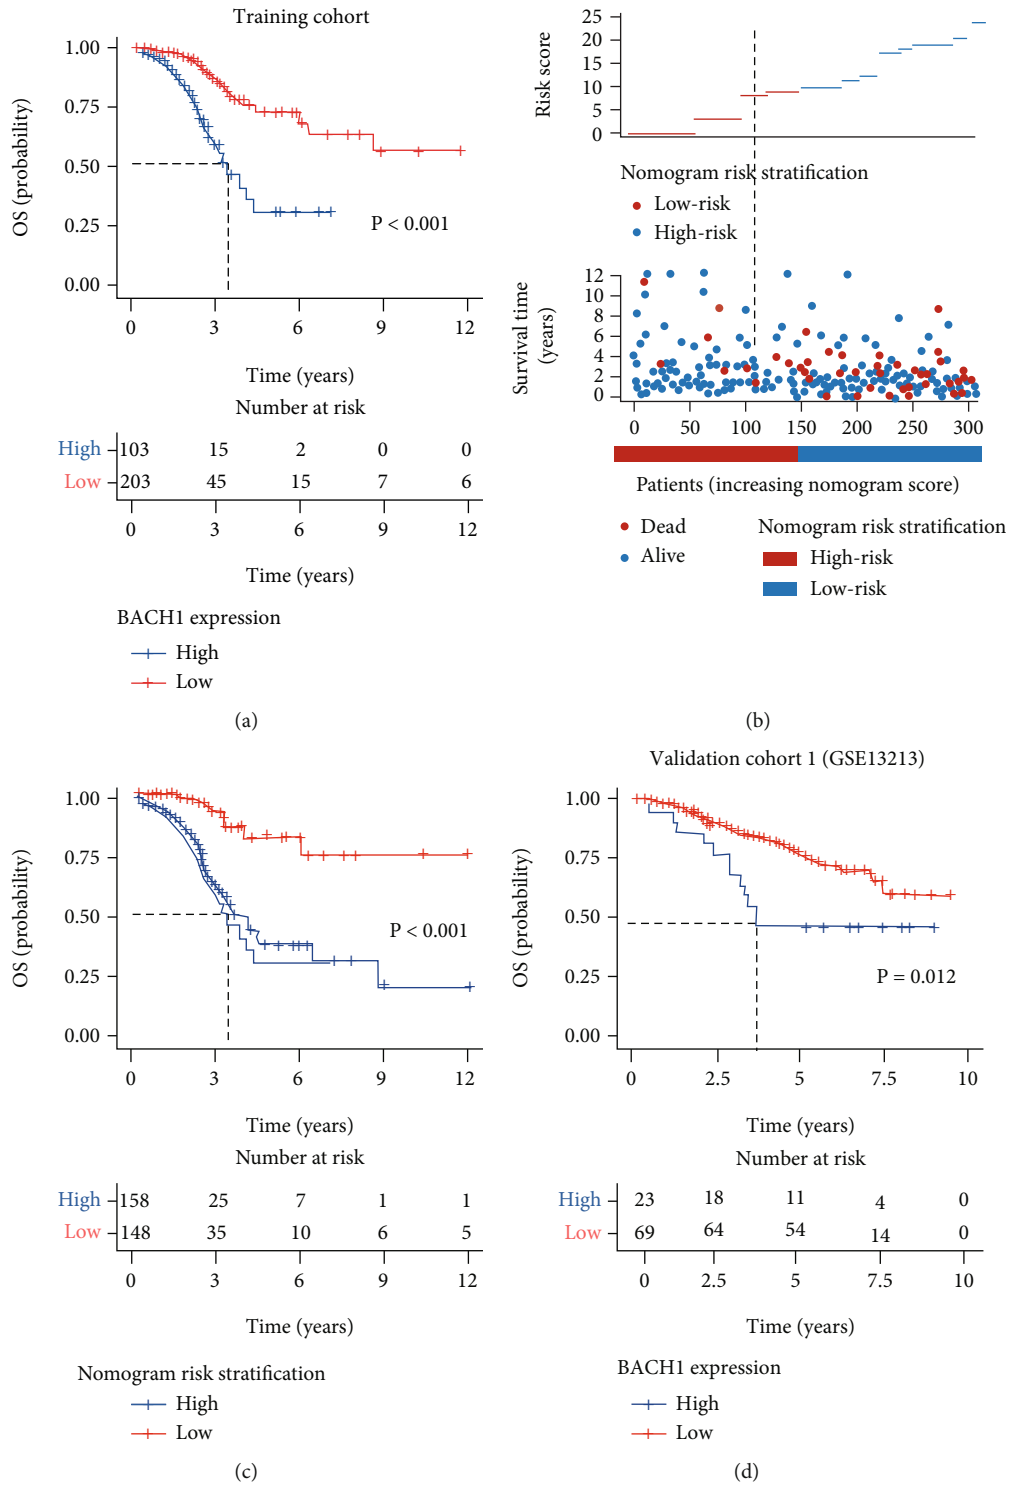 Training cohort
1.00
0.75
0.50
0.25
0.00
OS (probability)
P < 0.001
0 3 6 9 12
Time (years)
Number at risk
High 103 15 2 0 0
Low 203 45 15 7 6
0 3 6 9 12
Time (years)
BACH1 expression
High
Low
(a)
25
20
15
10
5
0
Risk score
Nomogram risk stratification
Low-risk
High-risk
12
10
8
6
4
2
0
Survival time
(years)
0 50 100 150 200 250 300
Patients (increasing nomogram score)
Dead
Alive
Nomogram risk stratification
High-risk
Low-risk
(b)
1.00
0.75
0.50
0.25
0.00
OS (probability)
P < 0.001
0 3 6 9 12
Time (years)
Number at risk
High 158 25 7 1 1
Low 148 35 10 6 5
0 3 6 9 12
Time (years)
Nomogram risk stratification
High
Low
(c)
Validation cohort 1 (GSE13213)
1.00
0.75
0.50
0.25
0.00
OS (probability)
P = 0.012
0 2.5 5 7.5 10
Time (years)
Number at risk
High 23 18 11 4 0
Low 69 64 54 14 0
0 2.5 5 7.5 10
Time (years)
BACH1 expression
High
Low
(d)